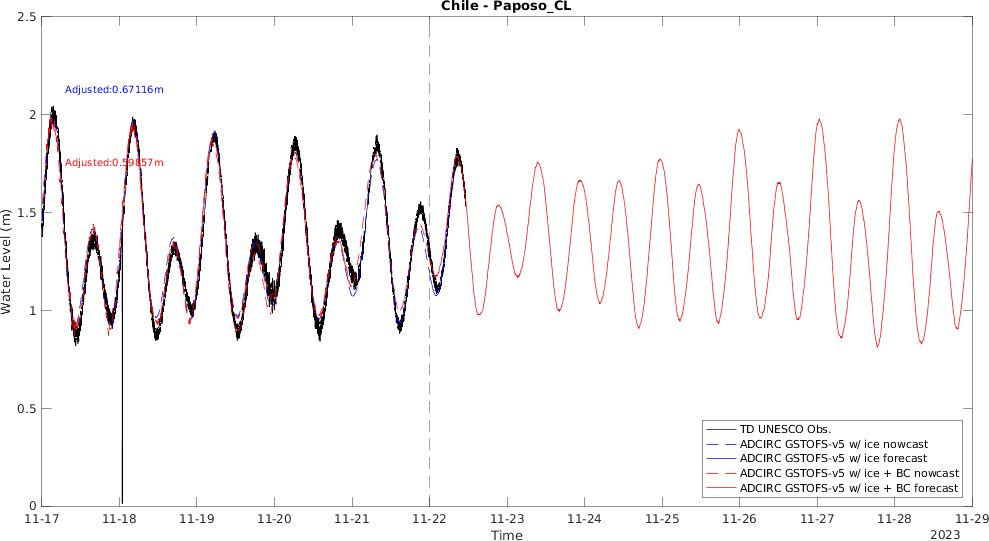 Chile - Paposo_CL
2.5
2
1.5
1
0.5
0
Water Level (m)
Adjusted:0.67116m
Adjusted:0.59857m
TD UNESCO Obs.
ADCIRC GSTOFS-v5 w/ ice nowcast
ADCIRC GSTOFS-v5 w/ ice forecast
ADCIRC GSTOFS-v5 w/ ice + BC nowcast
ADCIRC GSTOFS-v5 w/ ice + BC forecast
11-17 11-18 11-19 11-20 11-21 11-22 11-23 11-24 11-25 11-26 11-27 11-28 11-29
Time
2023